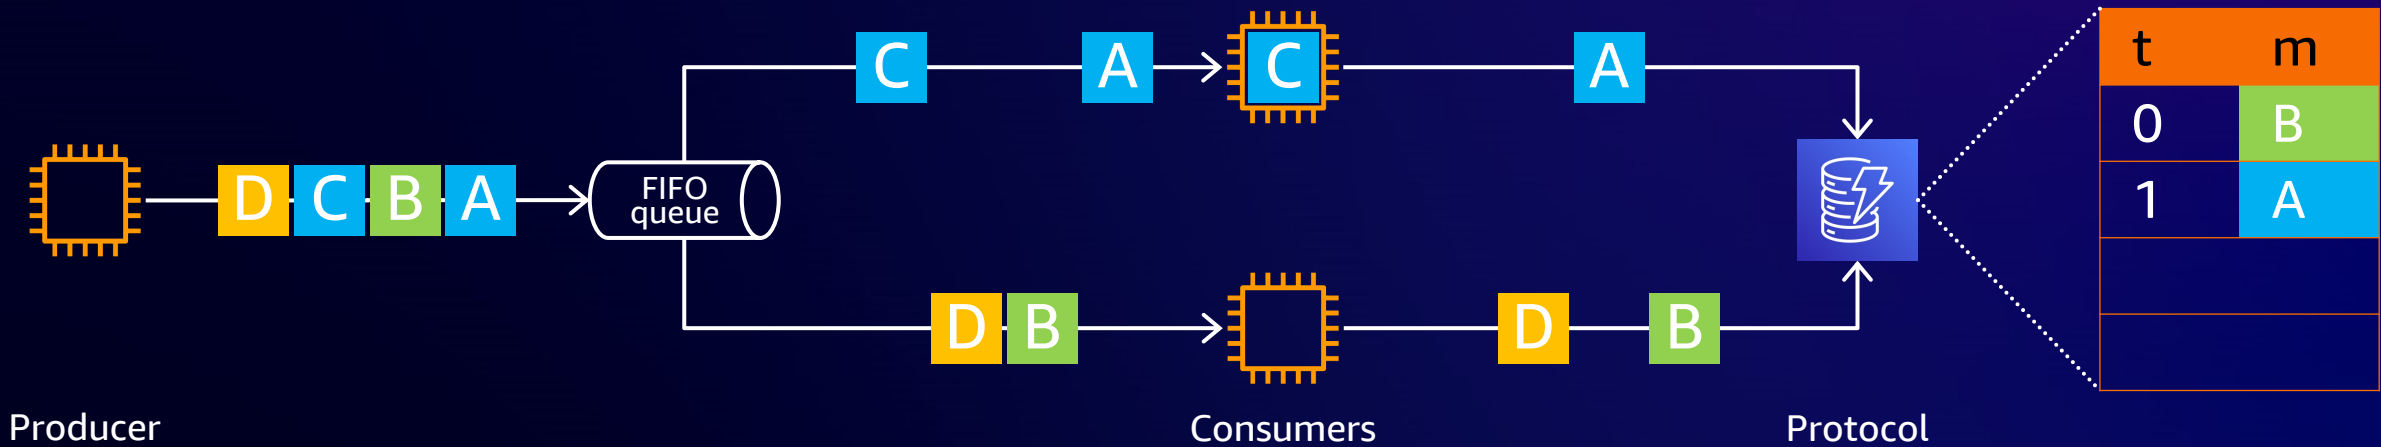 D C B A
FIFO
queue
C A C A
D B D B
t m
0 B
1 A
Producer Consumers Protocol